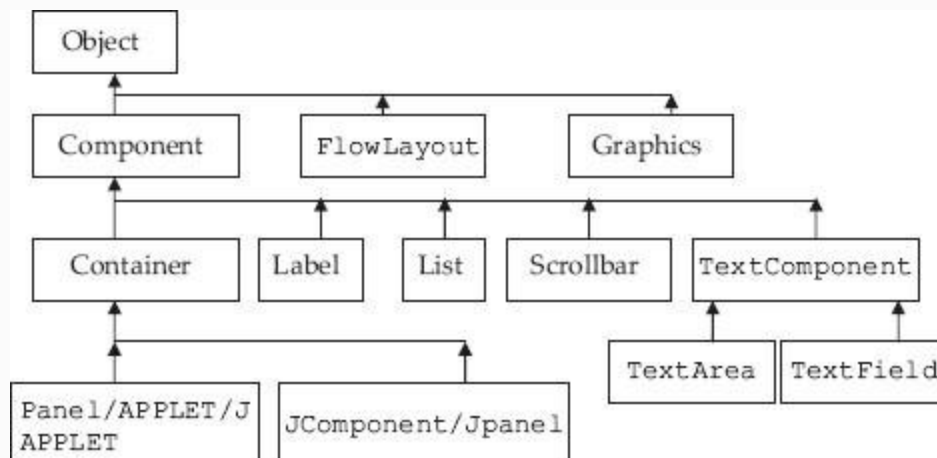 Object
Component
FlowLayout
Graphics
Container
Label
List
Scrollbar
TextComponent
TextArea
TextField
Panel/APPLET/J
APPLET
JComponent/Jpanel